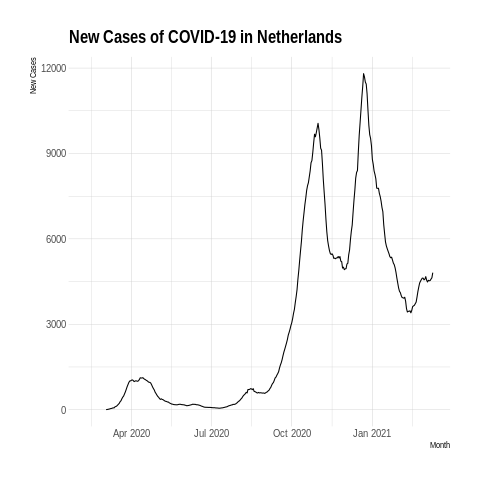 New Cases of COVID-19 in Netherlands
New Cases
12000
9000
6000
3000
0
Apr 2020
Jul 2020
Oct 2020
Jan 2021
Month